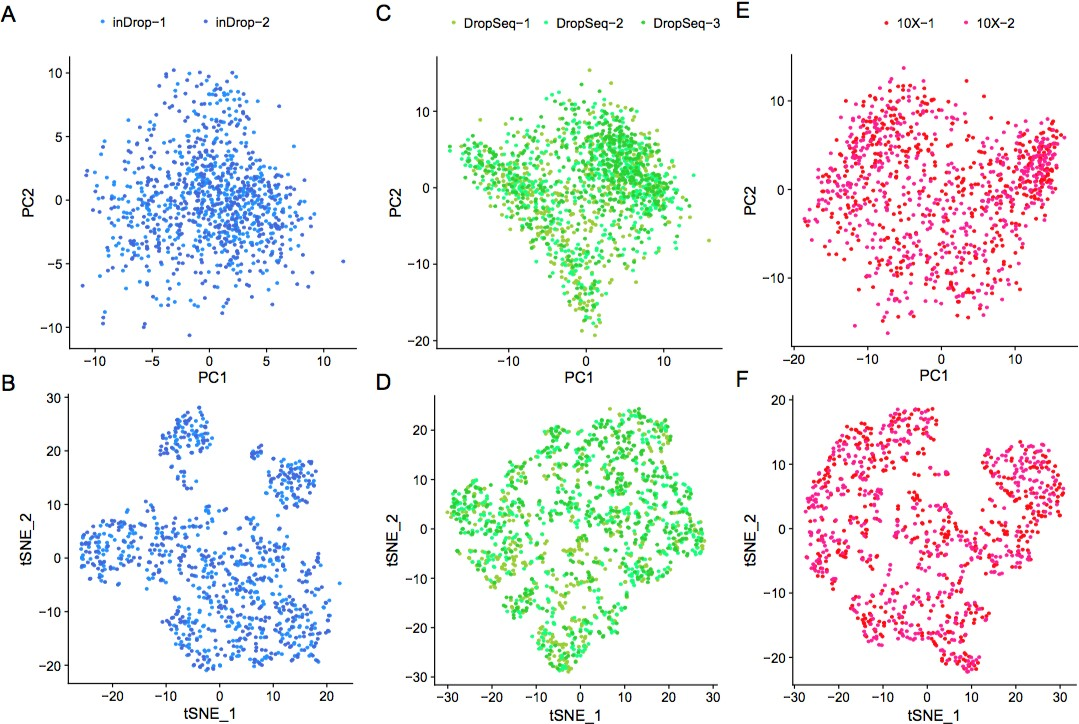 A
inDrop-1 inDrop-2
10
5
0
−5
−10
PC2
−10 −5 0 5 10
PC1
B
30
20
10
0
−10
−20
tSNE_2
−20 −10 0 10 20
tSNE_1
C
DropSeq-1 DropSeq-2 DropSeq-3
10
0
−10
−20
PC2
−10 0 10
PC1
D
20
10
0
−10
−20
−30
tSNE_2
−30 −20 −10 0 10 20 30
tSNE_1
E
10X-1 10X-2
10
0
−10
PC2
−20 −10 0 10
PC1
F
20
10
0
−10
−20
tSNE_2
−30 −20 −10 0 10 20 30
tSNE_1